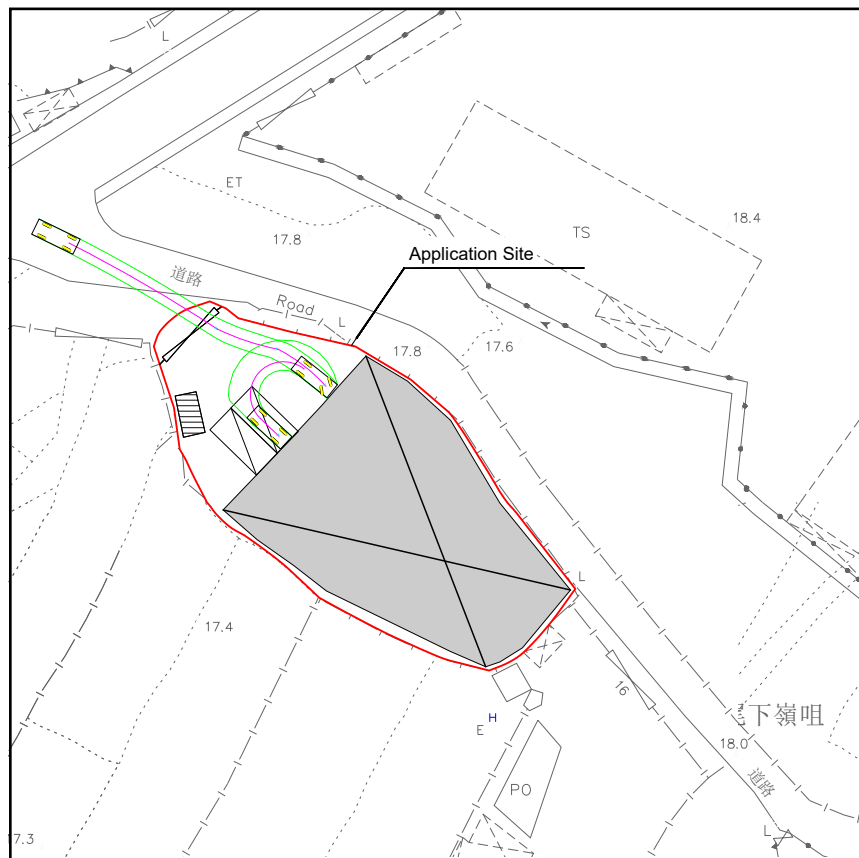 L
ET
18.4
TS
17.8
Application Site
道路
Road
L
17.8
17.6
L
17.4
16
H
E
下嶺咀
18.0
PO
道路
L
17.3